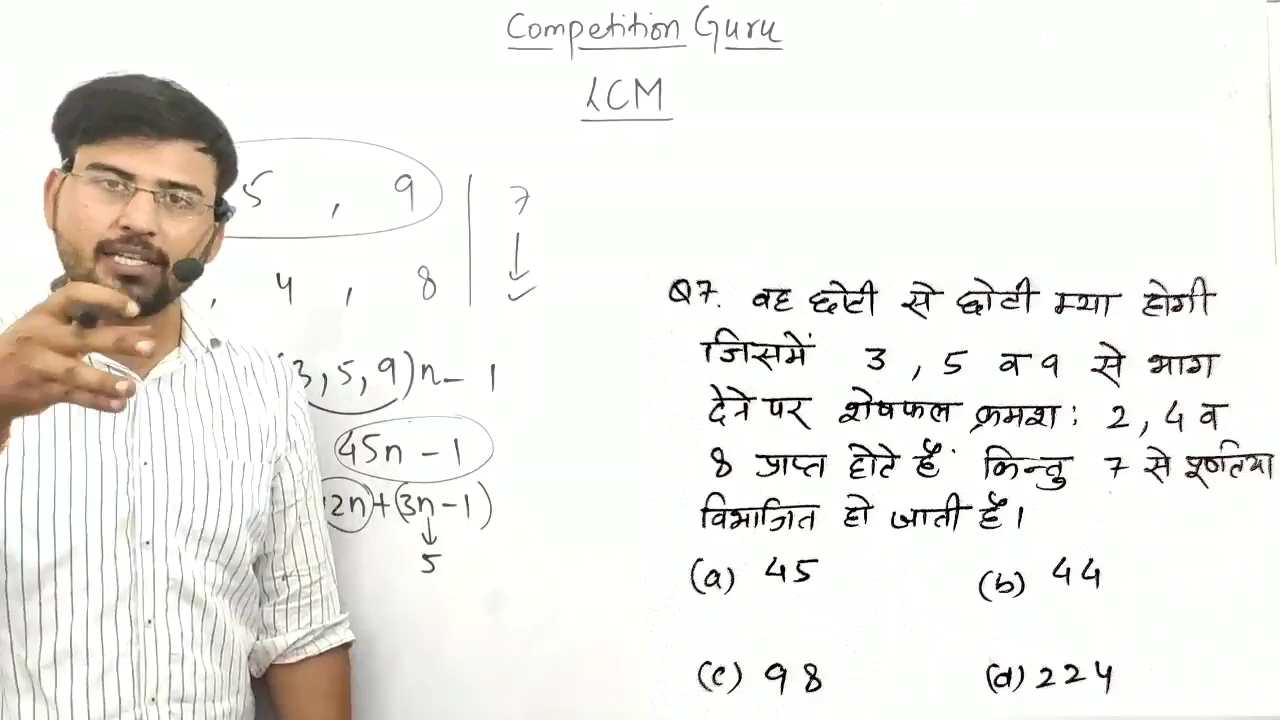 Competition Guru
LCM
5 , 9 | 7
, 4 , 8
3, 5, 9)n - 1
45n - 1
2n)+(3n-1)
5
Q7. वह छोटी से छोटी म्या होगी
जिसमें 3 , 5 व 9 से भाग
देने पर शेषफल क्रमश: 2, 4 व
8 प्राप्त होते हैं किन्तु 7 से पूर्णतया
विभाजित हो जाती हैं।
(a) 45 (b) 44
(c) 98 (d) 224